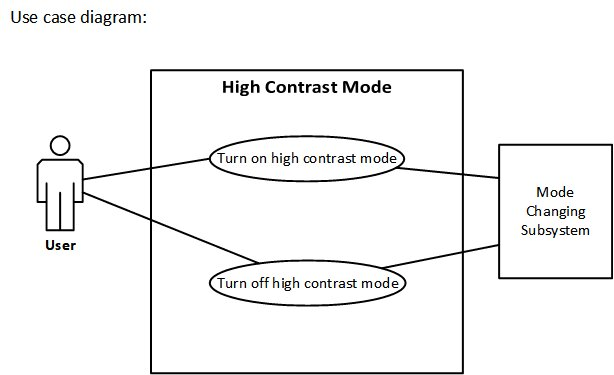 Use case diagram:
High Contrast Mode
Turn on high contrast mode
User
Mode
Changing
Subsystem
Turn off high contrast mode